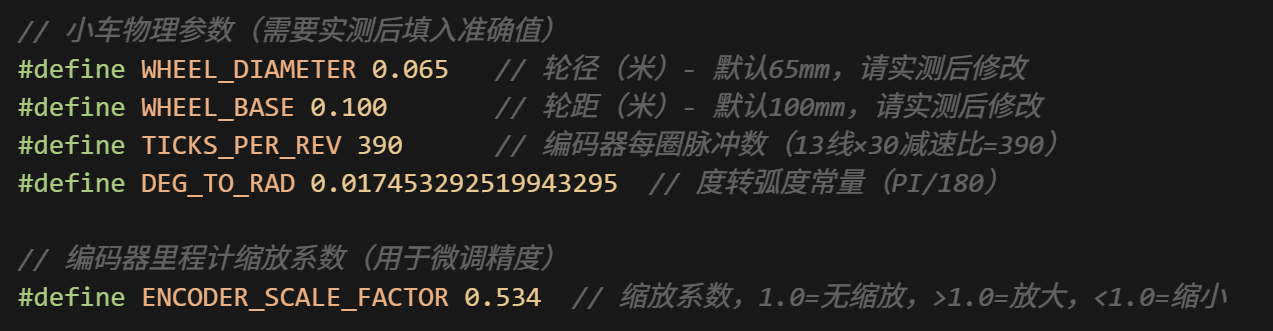 // 小车物理参数（需要实测后填入准确值）
#define WHEEL_DIAMETER 0.065   // 轮径（米）- 默认65mm，请实测后修改
#define WHEEL_BASE 0.100       // 轮距（米）- 默认100mm，请实测后修改
#define TICKS_PER_REV 390      // 编码器每圈脉冲数（13线×30减速比=390）
#define DEG_TO_RAD 0.017453292519943295  // 度转弧度常量（PI/180）
// 编码器里程计缩放系数（用于微调精度）
#define ENCODER_SCALE_FACTOR 0.534  // 缩放系数，1.0=无缩放，>1.0=放大，<1.0=缩小